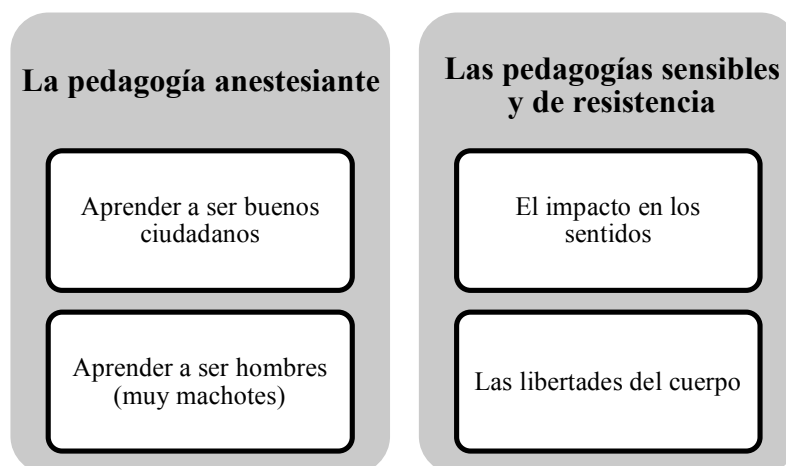 La pedagogía anestesiante
Aprender a ser buenos
ciudadanos
Aprender a ser hombres
(muy machotes)
Las pedagogías sensibles
y de resistencia
El impacto en los
sentidos
Las libertades del cuerpo